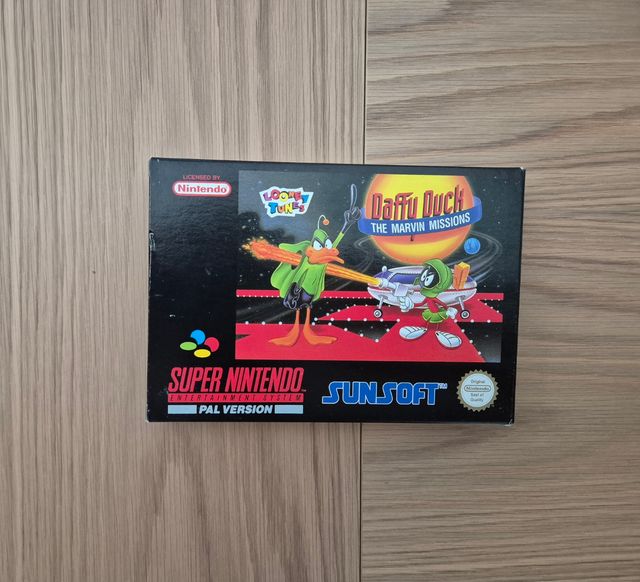 LICENSED BY
Nintendo
LOONEY
TUNES
Daffy Duck
THE MARVIN MISSIONS
SUPER NINTENDO
ENTERTAINMENT SYSTEM
PAL VERSION
SUNSOFT™
Original
Nintendo
Seal of
Quality